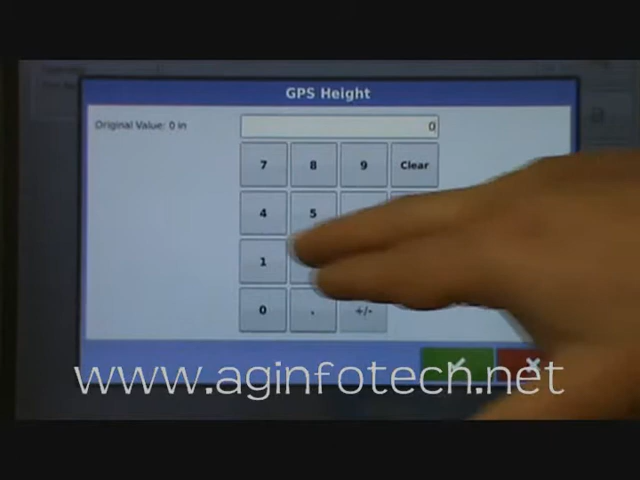 GPS Height
Original Value: 0 in
0
7 8 9 Clear
4 5
1
0 . +/-
www.aginfotech.net